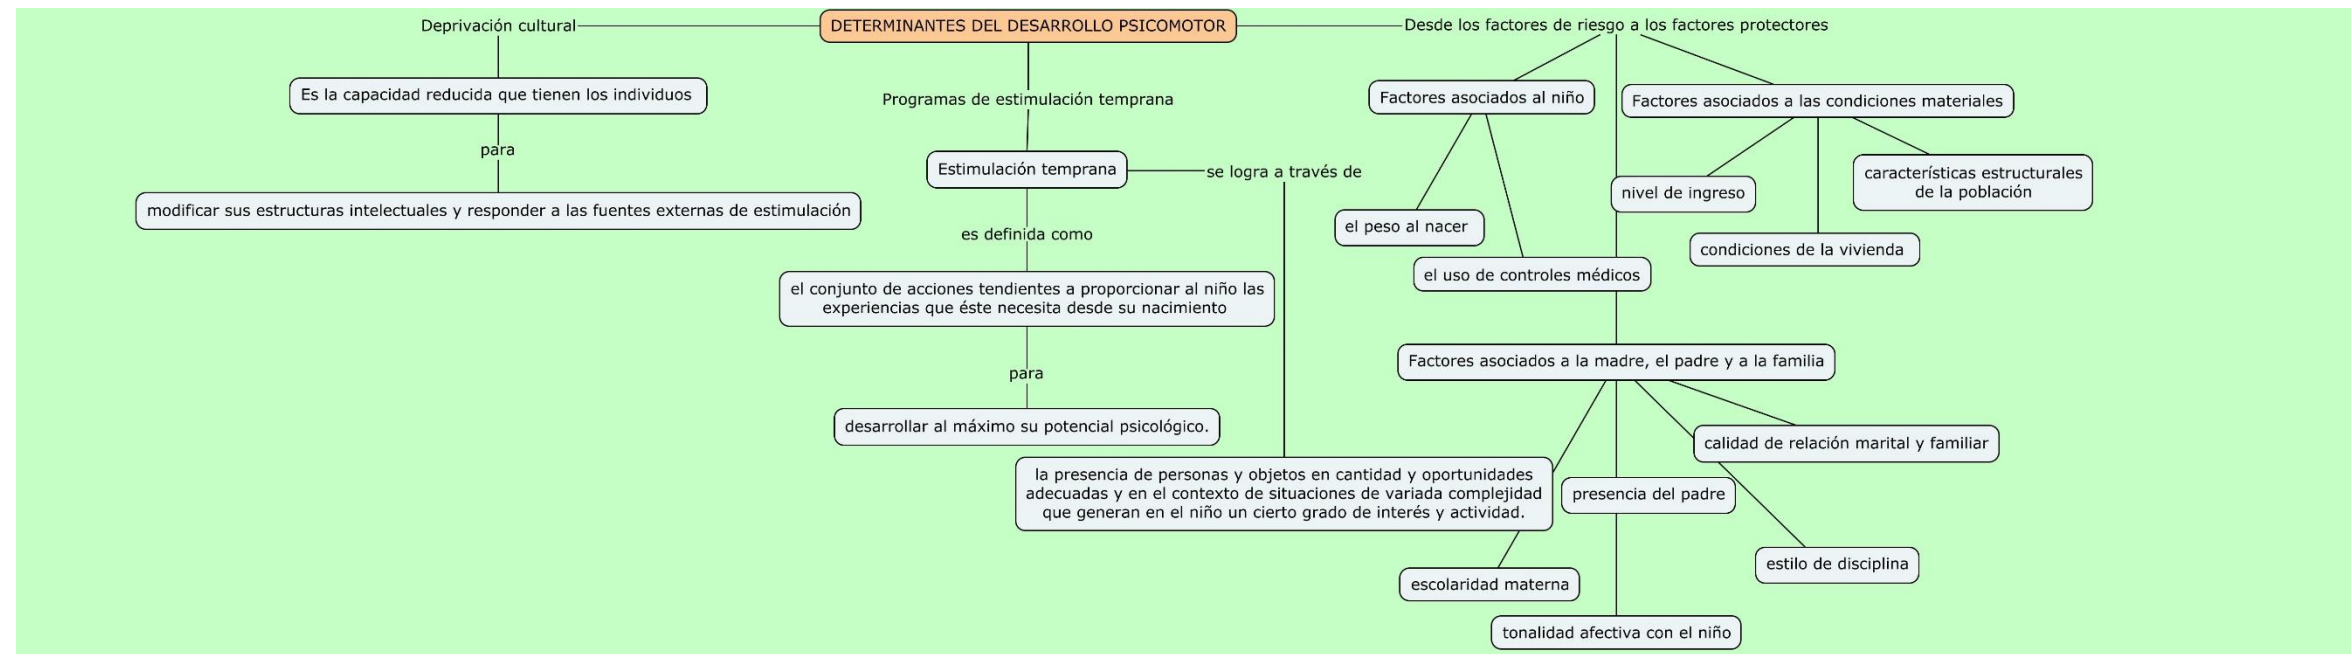 DETERMINANTES DEL DESARROLLO PSICOMOTOR
Deprivación cultural
Es la capacidad reducida que tienen los individuos
para
modificar sus estructuras intelectuales y responder a las fuentes externas de estimulación
Programas de estimulación temprana
Estimulación temprana
es definida como
el conjunto de acciones tendientes a proporcionar al niño las
experiencias que éste necesita desde su nacimiento
para
desarrollar al máximo su potencial psicológico.
se logra a través de
la presencia de personas y objetos en cantidad y oportunidades
adecuadas y en el contexto de situaciones de variada complejidad
que generan en el niño un cierto grado de interés y actividad.
Desde los factores de riesgo a los factores protectores
Factores asociados al niño
el peso al nacer
el uso de controles médicos
Factores asociados a las condiciones materiales
nivel de ingreso
condiciones de la vivienda
características estructurales
de la población
Factores asociados a la madre, el padre y a la familia
calidad de relación marital y familiar
presencia del padre
estilo de disciplina
escolaridad materna
tonalidad afectiva con el niño